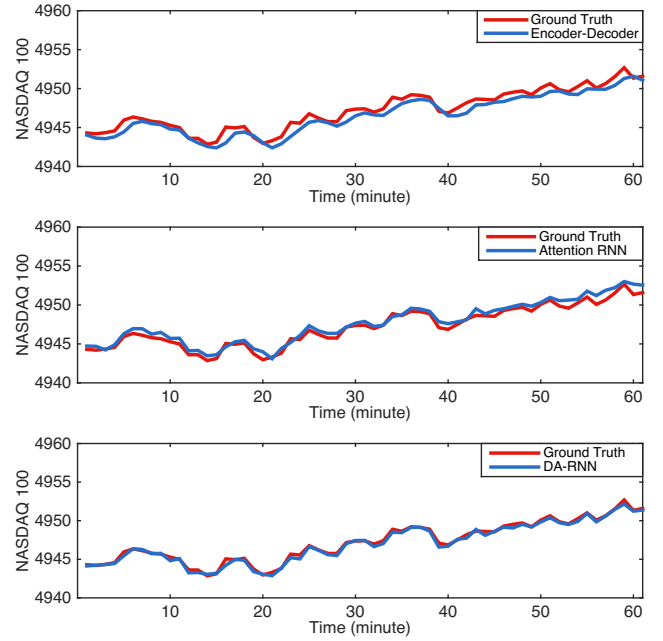 4960
4955
4950
4945
4940
NASDAQ 100
Ground Truth
Encoder-Decoder
10 20 30 40 50 60
Time (minute)
4960
4955
4950
4945
4940
NASDAQ 100
Ground Truth
Attention RNN
10 20 30 40 50 60
Time (minute)
4960
4955
4950
4945
4940
NASDAQ 100
Ground Truth
DA-RNN
10 20 30 40 50 60
Time (minute)